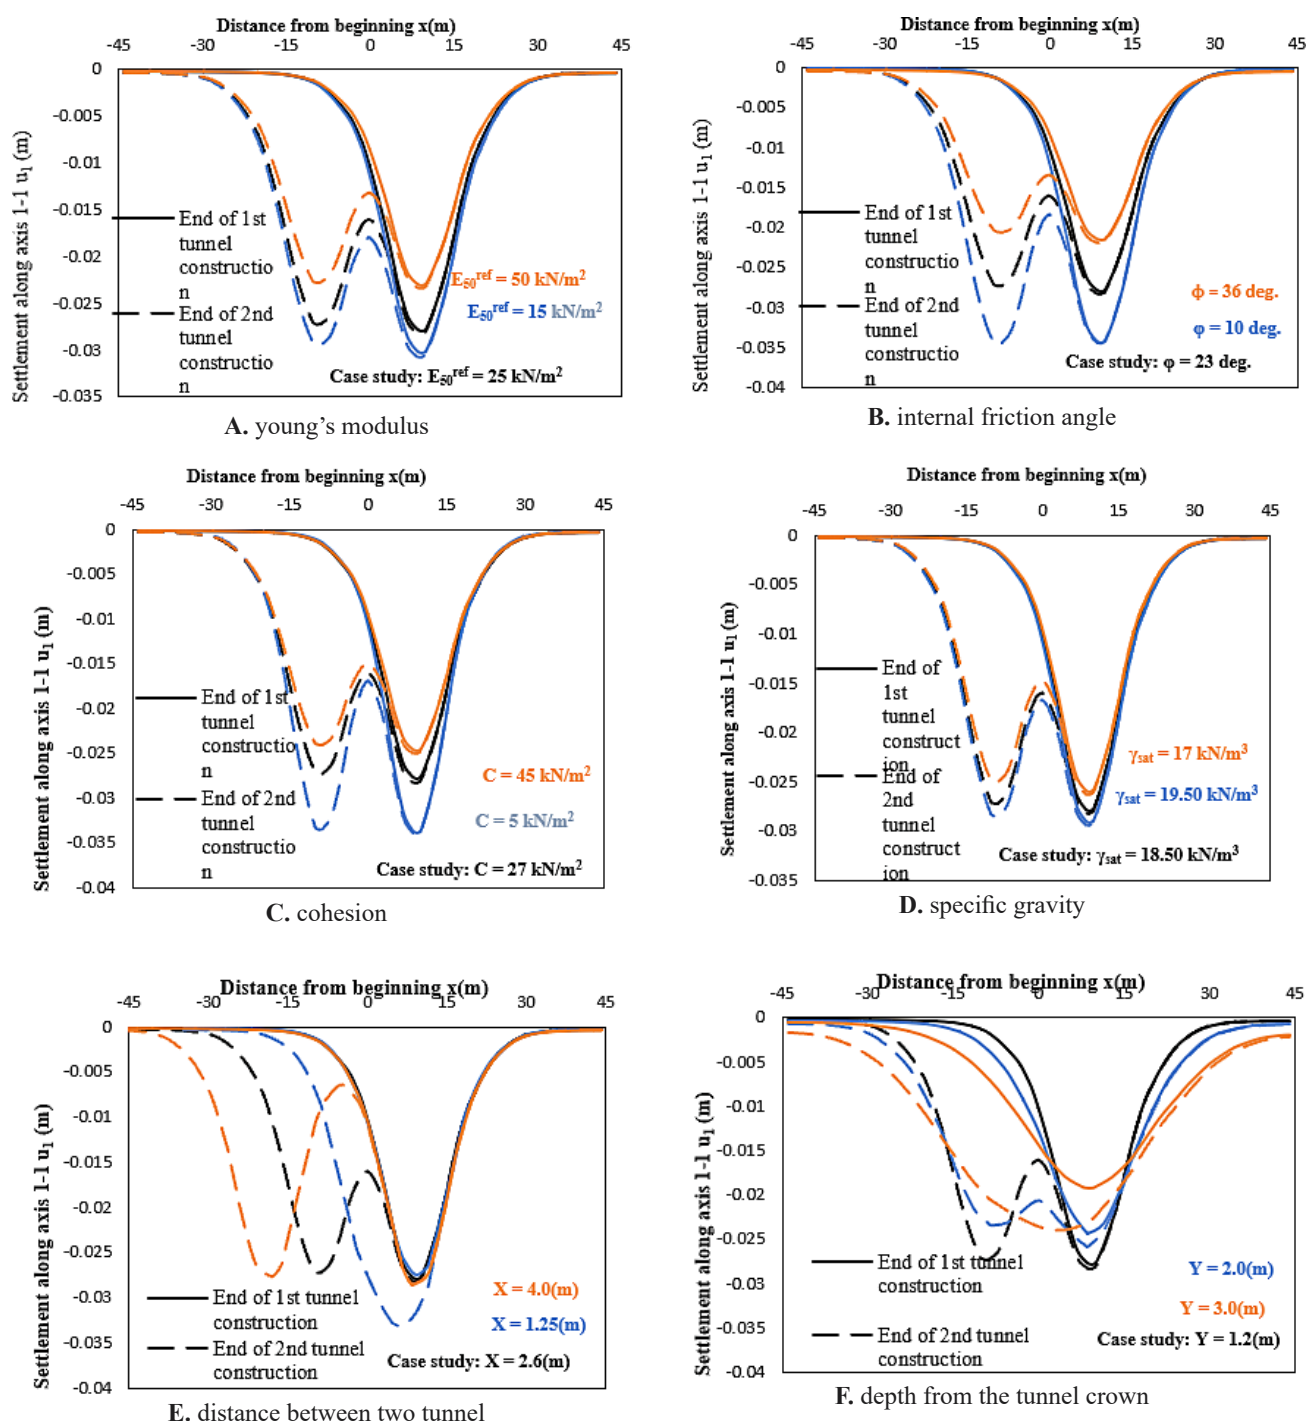 Distance from beginning x(m)
-45 -30 -15 0 15 30 45
0
-0.005
-0.01
-0.015
-0.02
-0.025
-0.03
-0.035
Settlement along axis 1-1 u₁ (m)
End of 1st
tunnel
constructio
n
End of 2nd
tunnel
constructio
n
E₅₀ʳᵉᶠ = 50 kN/m²
E₅₀ʳᵉᶠ = 15 kN/m²
Case study: E₅₀ʳᵉᶠ = 25 kN/m²
A. young’s modulus
Distance from beginning x(m)
-45 -30 -15 0 15 30 45
0
-0.005
-0.01
-0.015
-0.02
-0.025
-0.03
-0.035
-0.04
Settlement along axis 1-1 u₁ (m)
End of 1st
tunnel
constructio
n
End of 2nd
tunnel
constructio
n
ϕ = 36 deg.
φ = 10 deg.
Case study: φ = 23 deg.
B. internal friction angle
Distance from beginning x(m)
-45 -30 -15 0 15 30 45
0
-0.005
-0.01
-0.015
-0.02
-0.025
-0.03
-0.035
-0.04
Settlement along axis 1-1 u₁ (m)
End of 1st
tunnel
constructio
n
End of 2nd
tunnel
constructio
n
C = 45 kN/m²
C = 5 kN/m²
Case study: C = 27 kN/m²
C. cohesion
Distance from beginning x(m)
-45 -30 -15 0 15 30 45
0
-0.005
-0.01
-0.015
-0.02
-0.025
-0.03
-0.035
Settlement along axis 1-1 u₁ (m)
End of
1st
tunnel
construct
ion
End of
2nd
tunnel
construct
ion
γsat = 17 kN/m³
γsat = 19.50 kN/m³
Case study: γsat = 18.50 kN/m³
D. specific gravity
Distance from beginning x(m)
-45 -30 -15 0 15 30 45
0
-0.005
-0.01
-0.015
-0.02
-0.025
-0.03
-0.035
-0.04
Settlement along axis 1-1 u₁ (m)
End of 1st tunnel
construction
End of 2nd tunnel
construction
X = 4.0(m)
X = 1.25(m)
Case study: X = 2.6(m)
E. distance between two tunnel
Distance from beginning x(m)
-45 -30 -15 0 15 30 45
0
-0.005
-0.01
-0.015
-0.02
-0.025
-0.03
-0.035
-0.04
Settlement along axis 1-1 u₁ (m)
End of 1st tunnel
construction
End of 2nd tunnel
construction
Y = 2.0(m)
Y = 3.0(m)
Case study: Y = 1.2(m)
F. depth from the tunnel crown